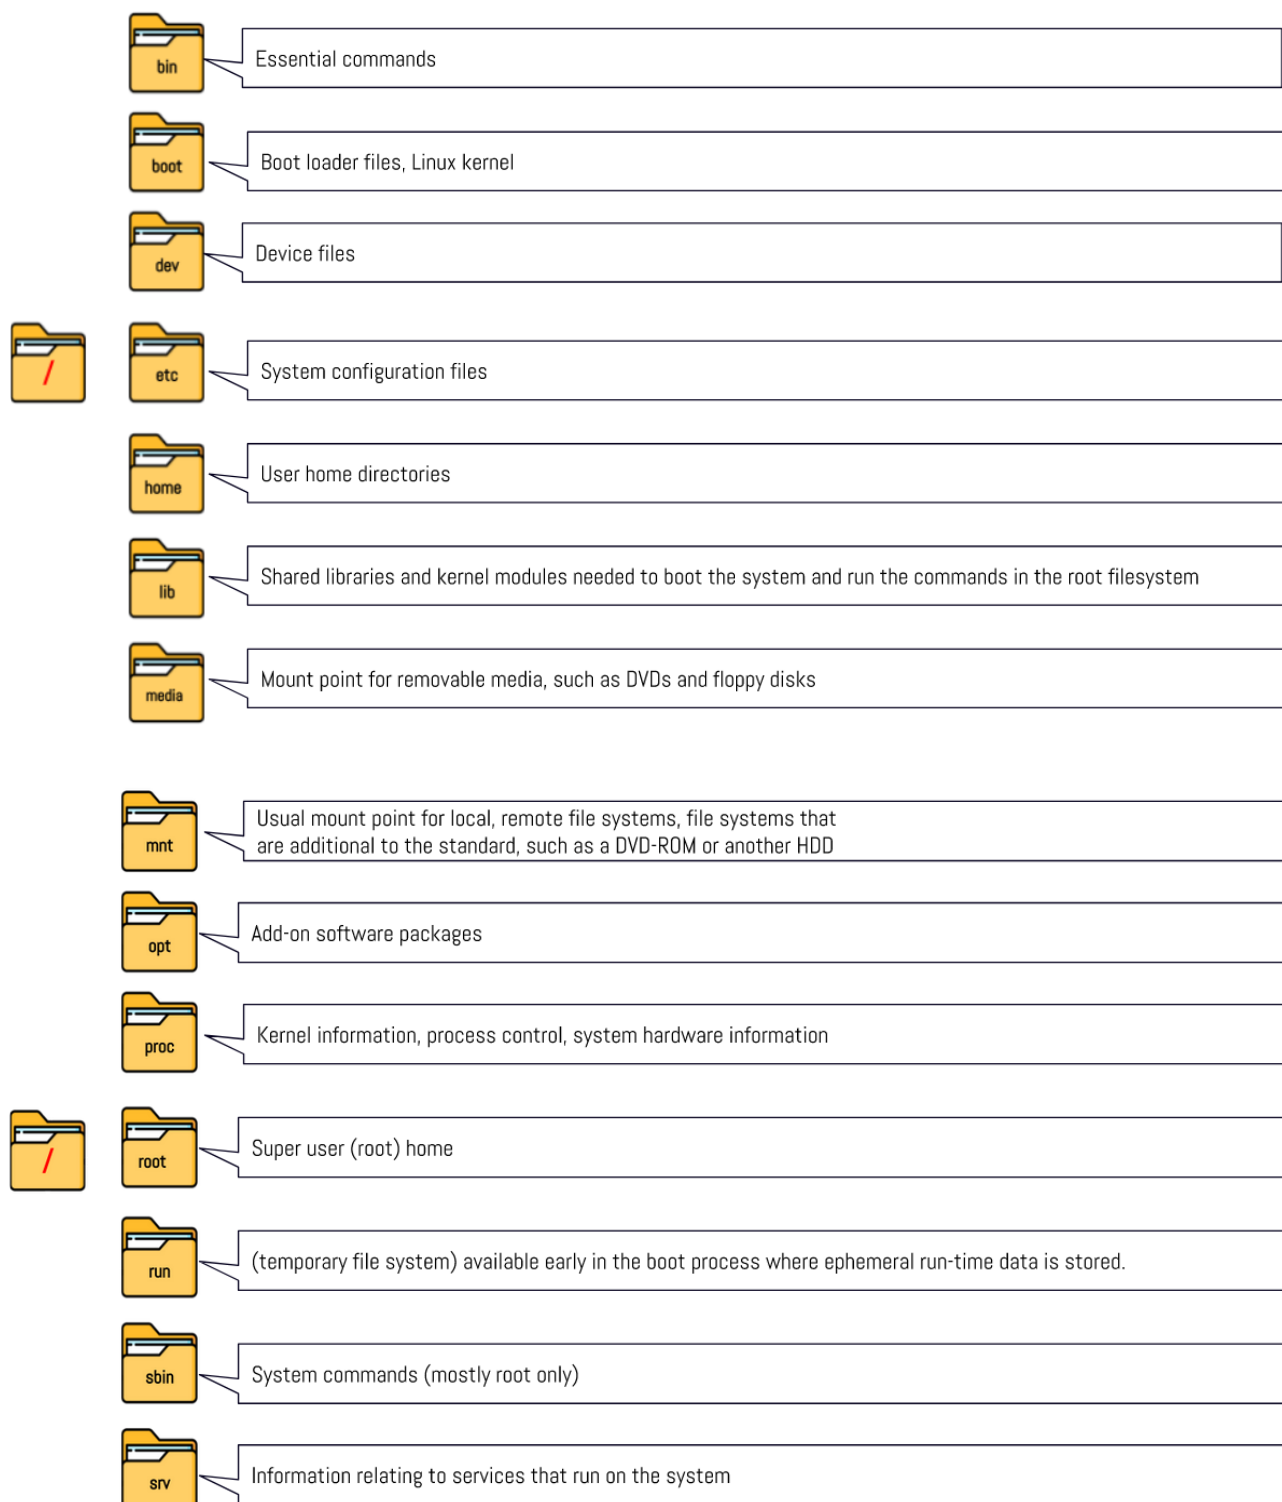 bin
Essential commands
boot
Boot loader files, Linux kernel
dev
Device files
/
etc
System configuration files
home
User home directories
lib
Shared libraries and kernel modules needed to boot the system and run the commands in the root filesystem
media
Mount point for removable media, such as DVDs and floppy disks
mnt
Usual mount point for local, remote file systems, file systems that
are additional to the standard, such as a DVD-ROM or another HDD
opt
Add-on software packages
proc
Kernel information, process control, system hardware information
/
root
Super user (root) home
run
(temporary file system) available early in the boot process where ephemeral run-time data is stored.
sbin
System commands (mostly root only)
srv
Information relating to services that run on the system